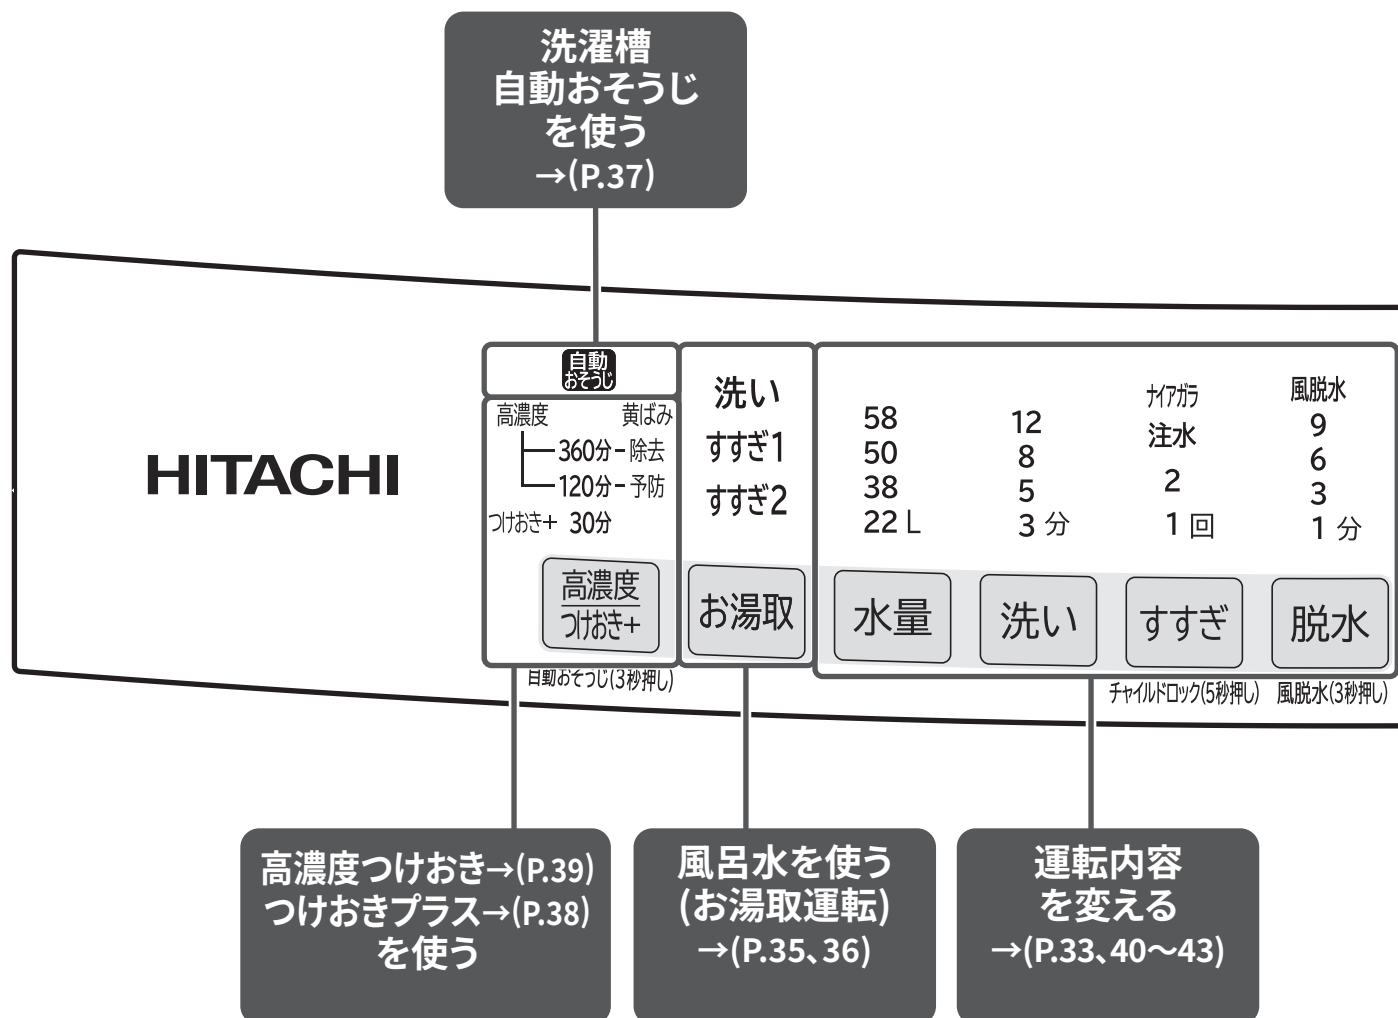 洗濯槽
自動おそうじ
を使う
→(P.37)
HITACHI
自動
おそうじ
高濃度 黄ばみ
360分 - 除去
120分 - 予防
つけおき+ 30分
高濃度
つけおき+
自動おそうじ(3秒押し)
洗い
すすぎ1
すすぎ2
お湯取
58
50
38
22 L
水量
12
8
5
3 分
洗い
ナイアガラ
注水
2
1 回
すすぎ
チャイルドロック(5秒押し)
風脱水
9
6
3
1 分
脱水
風脱水(3秒押し)
高濃度つけおき→(P.39)
つけおきプラス→(P.38)
を使う
風呂水を使う
(お湯取運転)
→(P.35、36)
運転内容
を変える
→(P.33、40～43)